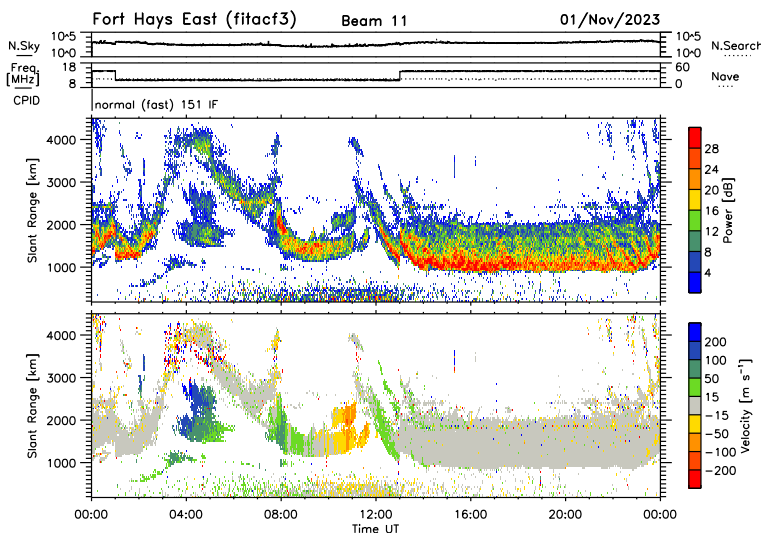 Fort Hays East (fitacf3) Beam 11 01/Nov/2023
N.Sky 10^5 10^0 10^5 10^0 N.Search
Freq. [MHz] 18 8 60 0 Nave
CPID normal (fast) 151 IF
Slant Range [km] 4000 3000 2000 1000
Power [dB] 28 24 20 16 12 8 4
Slant Range [km] 4000 3000 2000 1000
Velocity [m s⁻¹] 200 100 50 15 −15 −50 −100 −200
00:00 04:00 08:00 12:00 16:00 20:00 00:00
Time UT